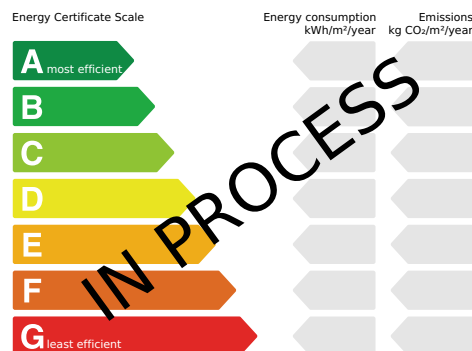 Energy Certificate Scale
Energy consumption
kWh/m²/year
Emissions
kg CO₂/m²/year
A most efficient
B
C
D
E
F
G least efficient
IN PROCESS